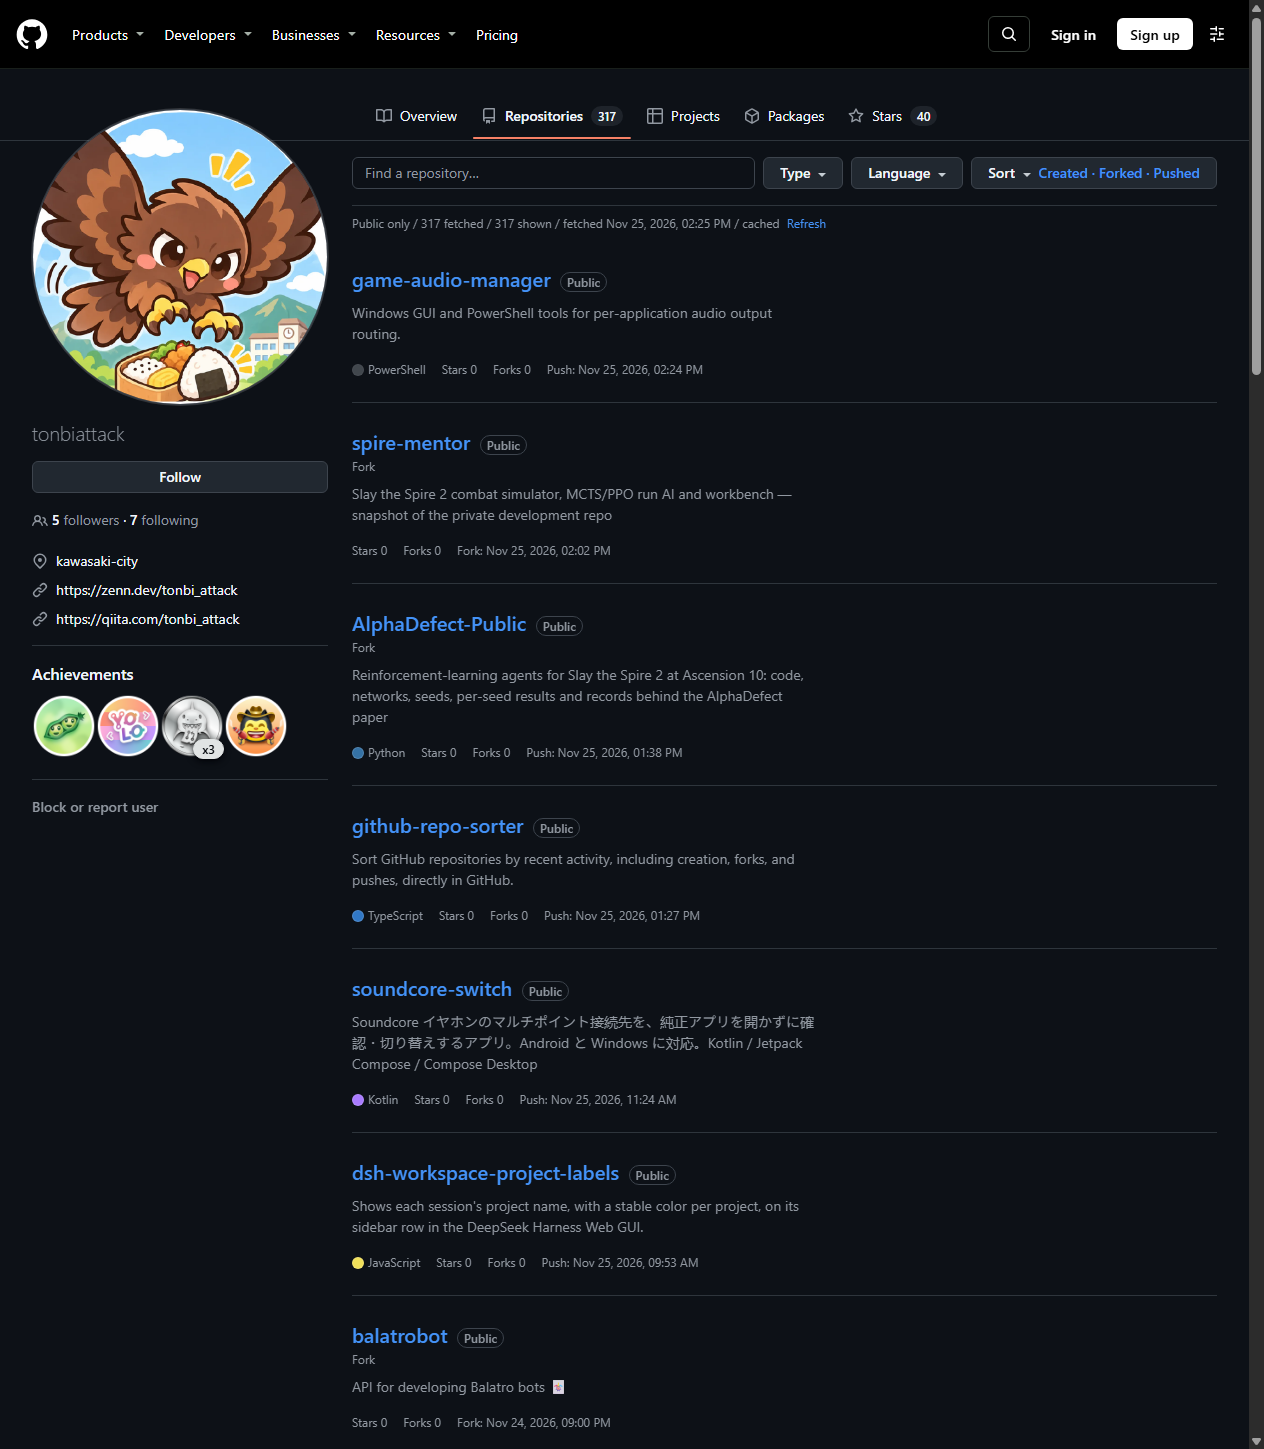 Products
Developers
Businesses
Resources
Pricing
Sign in
Sign up
Overview
Repositories 317
Projects
Packages
Stars 40
Find a repository...
Type
Language
Sort Created · Forked · Pushed
Public only / 317 fetched / 317 shown / fetched Nov 25, 2026, 02:25 PM / cached Refresh
tonbiattack
Follow
5 followers · 7 following
kawasaki-city
https://zenn.dev/tonbi_attack
https://qiita.com/tonbi_attack
Achievements
YOLO
x3
Block or report user
game-audio-manager Public
Windows GUI and PowerShell tools for per-application audio output
routing.
PowerShell Stars 0 Forks 0 Push: Nov 25, 2026, 02:24 PM
spire-mentor Public
Fork
Slay the Spire 2 combat simulator, MCTS/PPO run AI and workbench —
snapshot of the private development repo
Stars 0 Forks 0 Fork: Nov 25, 2026, 02:02 PM
AlphaDefect-Public Public
Fork
Reinforcement-learning agents for Slay the Spire 2 at Ascension 10: code,
networks, seeds, per-seed results and records behind the AlphaDefect
paper
Python Stars 0 Forks 0 Push: Nov 25, 2026, 01:38 PM
github-repo-sorter Public
Sort GitHub repositories by recent activity, including creation, forks, and
pushes, directly in GitHub.
TypeScript Stars 0 Forks 0 Push: Nov 25, 2026, 01:27 PM
soundcore-switch Public
Soundcore イヤホンのマルチポイント接続先を、純正アプリを開かずに確
認・切り替えするアプリ。Android と Windows に対応。Kotlin / Jetpack
Compose / Compose Desktop
Kotlin Stars 0 Forks 0 Push: Nov 25, 2026, 11:24 AM
dsh-workspace-project-labels Public
Shows each session's project name, with a stable color per project, on its
sidebar row in the DeepSeek Harness Web GUI.
JavaScript Stars 0 Forks 0 Push: Nov 25, 2026, 09:53 AM
balatrobot Public
Fork
API for developing Balatro bots 🃏
Stars 0 Forks 0 Fork: Nov 24, 2026, 09:00 PM